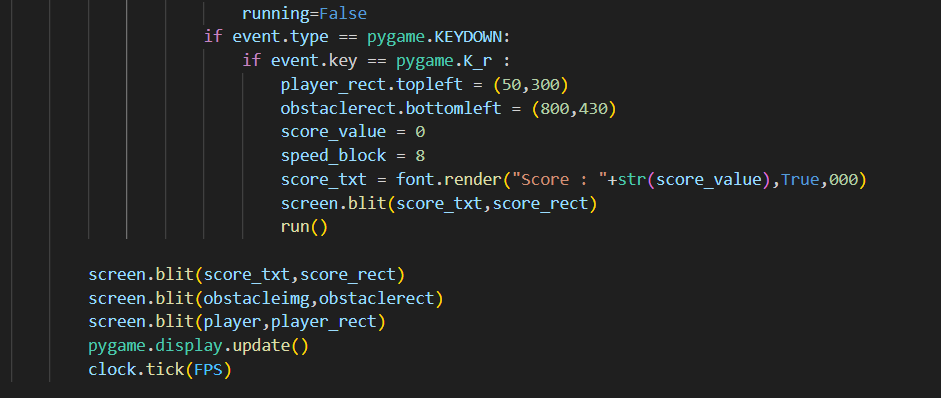 running=False
if event.type == pygame.KEYDOWN:
if event.key == pygame.K_r :
player_rect.topleft = (50,300)
obstaclerect.bottomleft = (800,430)
score_value = 0
speed_block = 8
score_txt = font.render("Score : "+str(score_value),True,000)
screen.blit(score_txt,score_rect)
run()
screen.blit(score_txt,score_rect)
screen.blit(obstacleimg,obstaclerect)
screen.blit(player,player_rect)
pygame.display.update()
clock.tick(FPS)